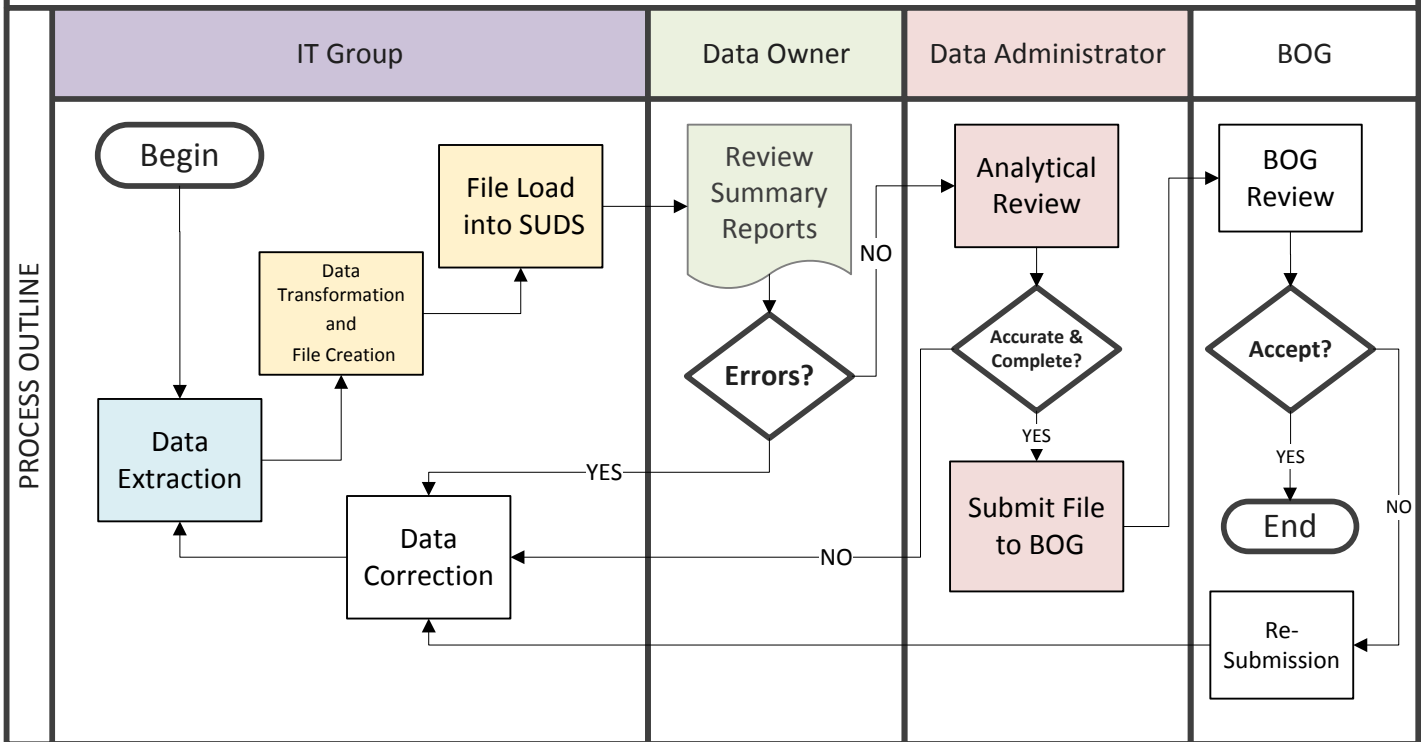 IT Group
Data Owner
Data Administrator
BOG
PROCESS OUTLINE
Begin
Data
Extraction
Data
Transformation
and
File Creation
File Load
into SUDS
Data
Correction
Review
Summary
Reports
Errors?
YES
NO
Analytical
Review
Accurate &
Complete?
YES
NO
Submit File
to BOG
BOG
Review
Accept?
YES
NO
End
Re-
Submission